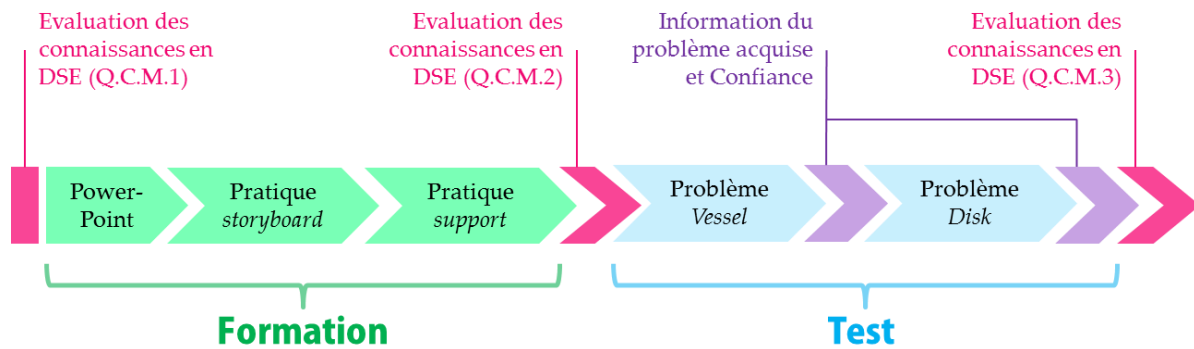 Evaluation des
connaissances en
DSE (Q.C.M.1)
Evaluation des
connaissances en
DSE (Q.C.M.2)
Information du
problème acquise
et Confiance
Evaluation des
connaissances en
DSE (Q.C.M.3)
Power-
Point
Pratique
storyboard
Pratique
support
Problème
Vessel
Problème
Disk
Formation
Test